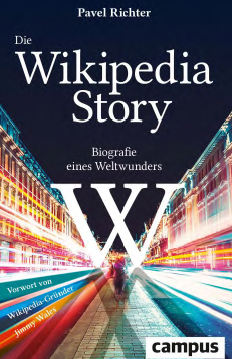 Pavel Richter
Die
Wikipedia
Story
Biografie
eines Weltwunders
W
Vorwort von
Wikipedia-Gründer
Jimmy Wales
campus